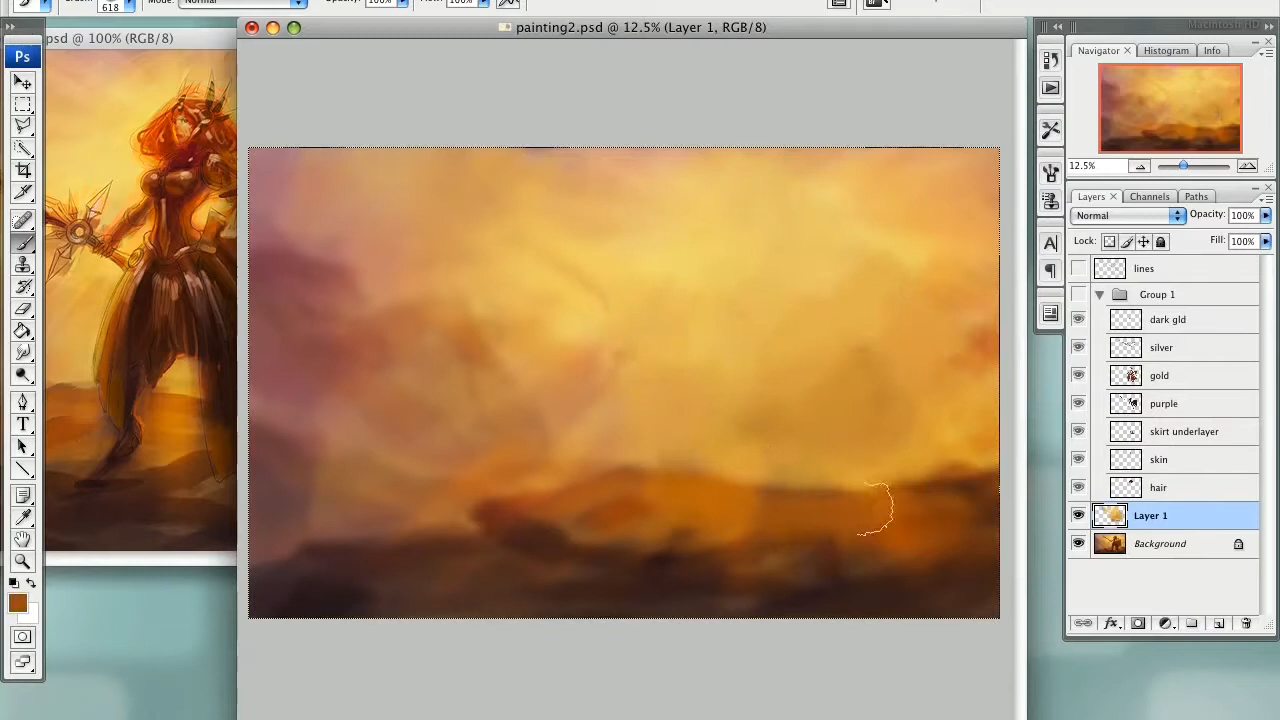 618
100%
100%
psd @ 100% (RGB/8)
painting2.psd @ 12.5% (Layer 1, RGB/8)
Macintosh HD
Ps
Navigator × Histogram Info
12.5%
Layers × Channels Paths
Normal Opacity: 100%
Lock: Fill: 100%
lines
Group 1
dark gld
silver
gold
purple
skirt underlayer
skin
hair
Layer 1
Background
A
T